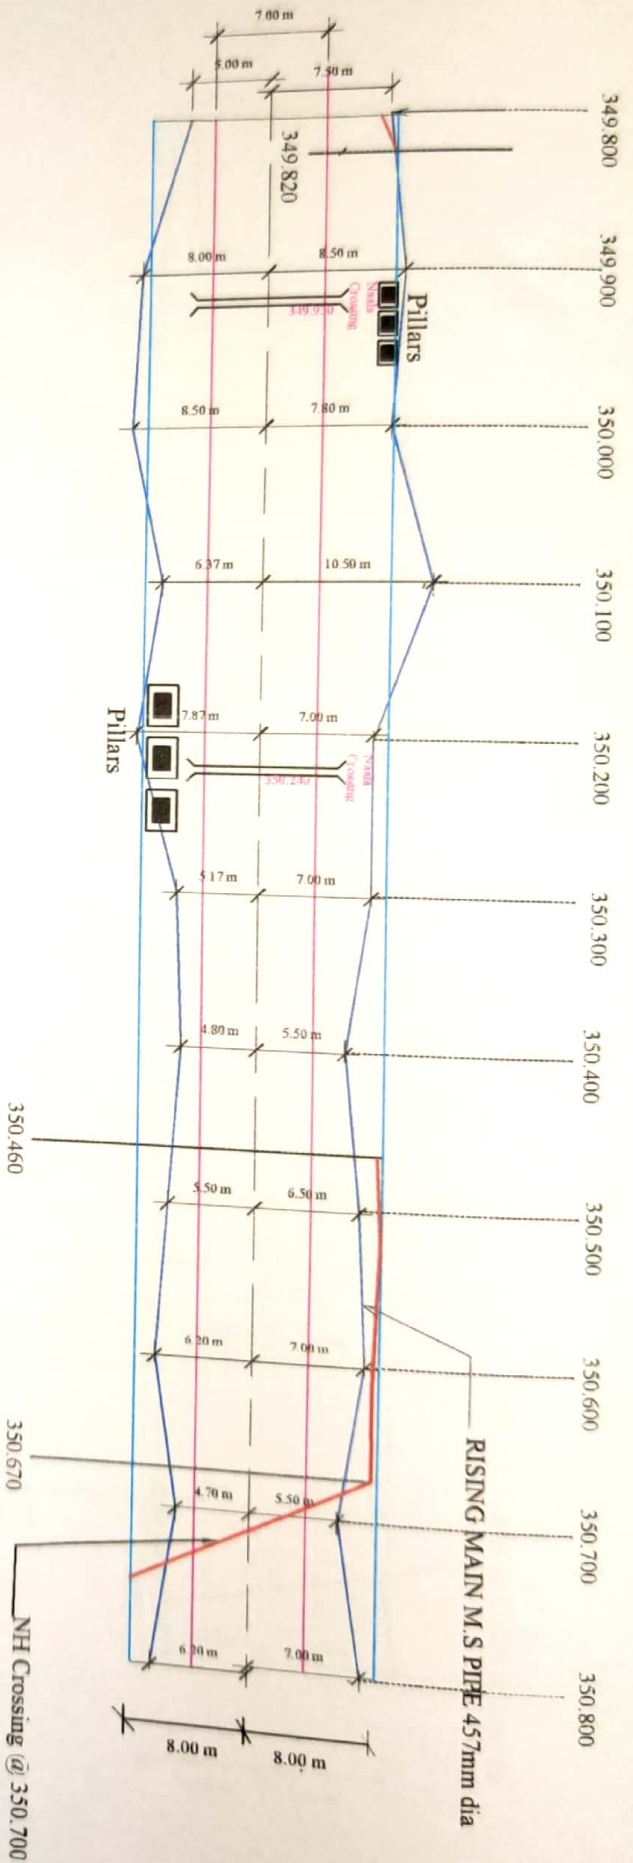 7.00 m
5.00 m
7.50 m
349.800
349.820
8.00 m
8.50 m
349.900
Naala
Crossing
349.920
Pillars
8.50 m
7.80 m
350.000
6.37 m
10.50 m
350.100
Pillars
7.87 m
7.00 m
350.200
Naala
Crossing
350.240
5.17 m
7.00 m
350.300
4.80 m
5.50 m
350.400
350.460
5.50 m
6.50 m
350.500
6.20 m
7.00 m
350.600
RISING MAIN M.S PIPE 457mm dia
350.670
4.70 m
5.50 m
350.700
NH Crossing @ 350.700
6.20 m
7.00 m
350.800
8.00 m
8.00 m